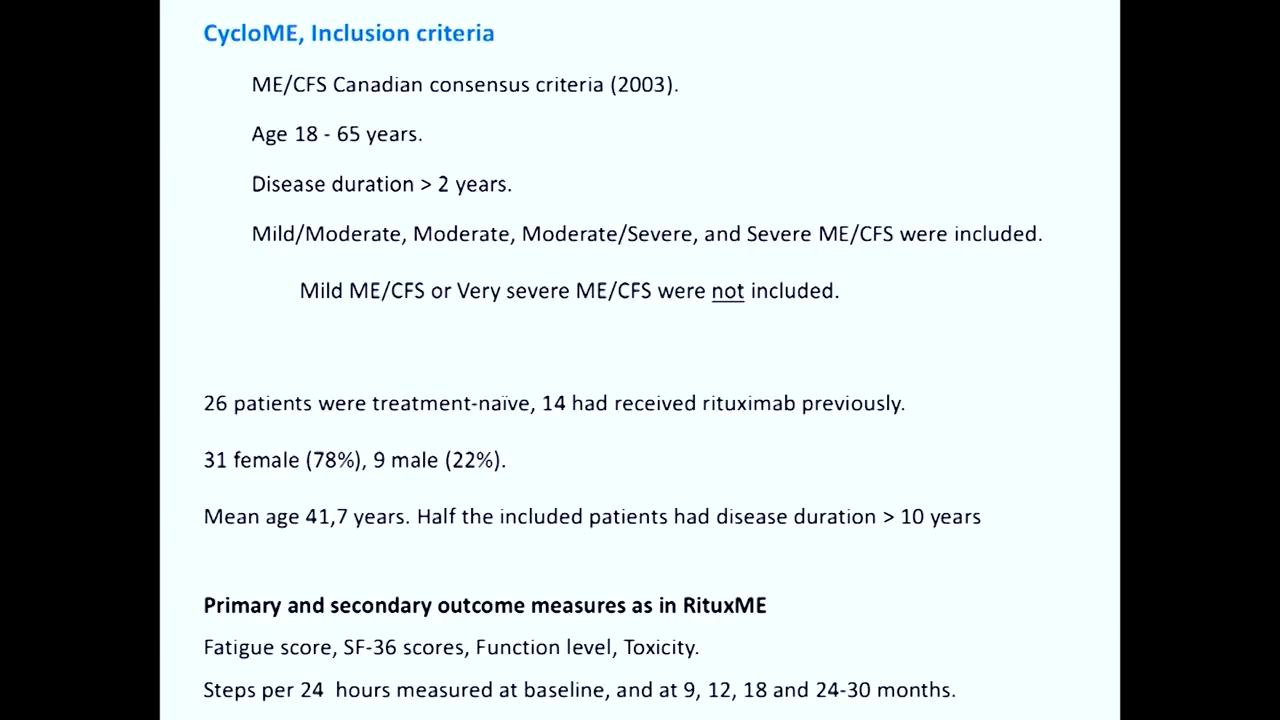 CycloME, Inclusion criteria
ME/CFS Canadian consensus criteria (2003).
Age 18 - 65 years.
Disease duration > 2 years.
Mild/Moderate, Moderate, Moderate/Severe, and Severe ME/CFS were included.
Mild ME/CFS or Very severe ME/CFS were not included.
26 patients were treatment-naïve, 14 had received rituximab previously.
31 female (78%), 9 male (22%).
Mean age 41,7 years. Half the included patients had disease duration > 10 years
Primary and secondary outcome measures as in RituxME
Fatigue score, SF-36 scores, Function level, Toxicity.
Steps per 24 hours measured at baseline, and at 9, 12, 18 and 24-30 months.